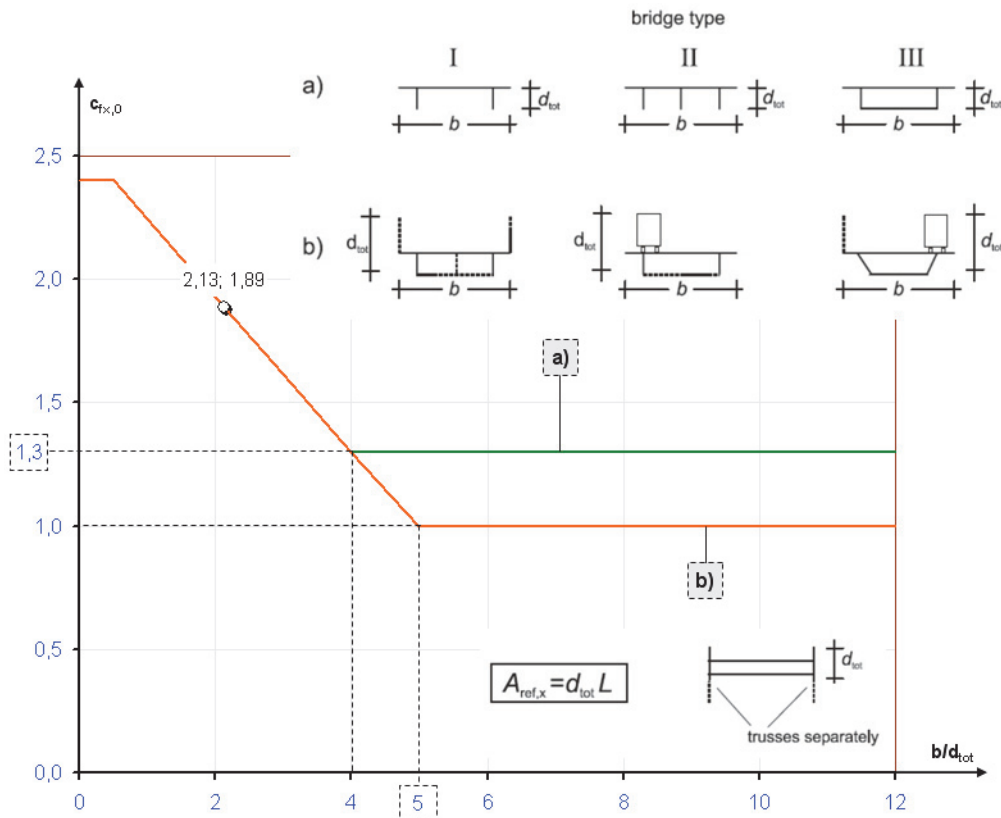 bridge type
I II III
a) d_tot d_tot d_tot
b b b
c_fx,0
2,5
b) d_tot d_tot d_tot
b b b
2,0
2,13; 1,89
a)
1,5
1,3
1,0
b)
0,5
A_ref,x = d_tot L
d_tot
trusses separately
b/d_tot
0,0
0 2 4 5 6 8 10 12